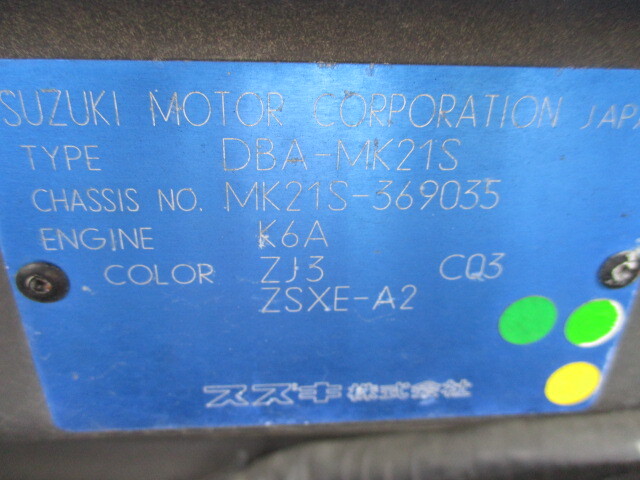 SUZUKI MOTOR CORPORATION JAPA
TYPE DBA-MK21S
CHASSIS NO. MK21S-369035
ENGINE K6A
COLOR ZJ3 CQ3
ZSXE-A2
スズキ株式会社